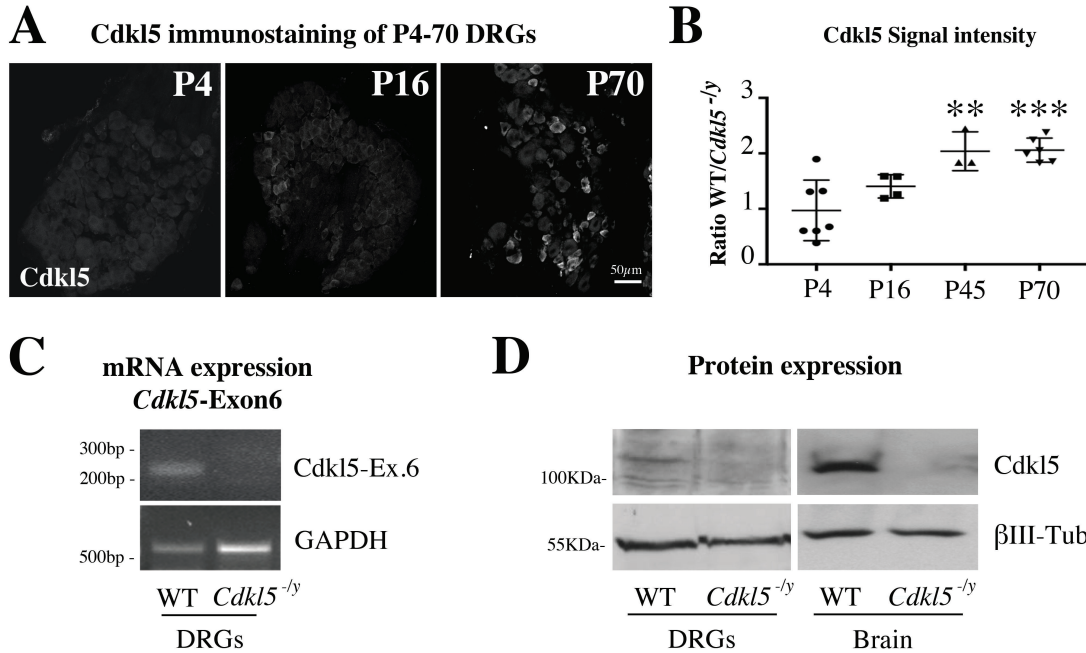 A
Cdkl5 immunostaining of P4-70 DRGs
P4
P16
P70
Cdkl5
50µm
B
Cdkl5 Signal intensity
Ratio WT/Cdkl5 -/y
3
2
1
0
**
***
P4
P16
P45
P70
C
mRNA expression
Cdkl5-Exon6
300bp -
200bp -
Cdkl5-Ex.6
500bp -
GAPDH
WT
Cdkl5 -/y
DRGs
D
Protein expression
100KDa-
Cdkl5
55KDa-
βIII-Tub
WT
Cdkl5 -/y
WT
Cdkl5 -/y
DRGs
Brain